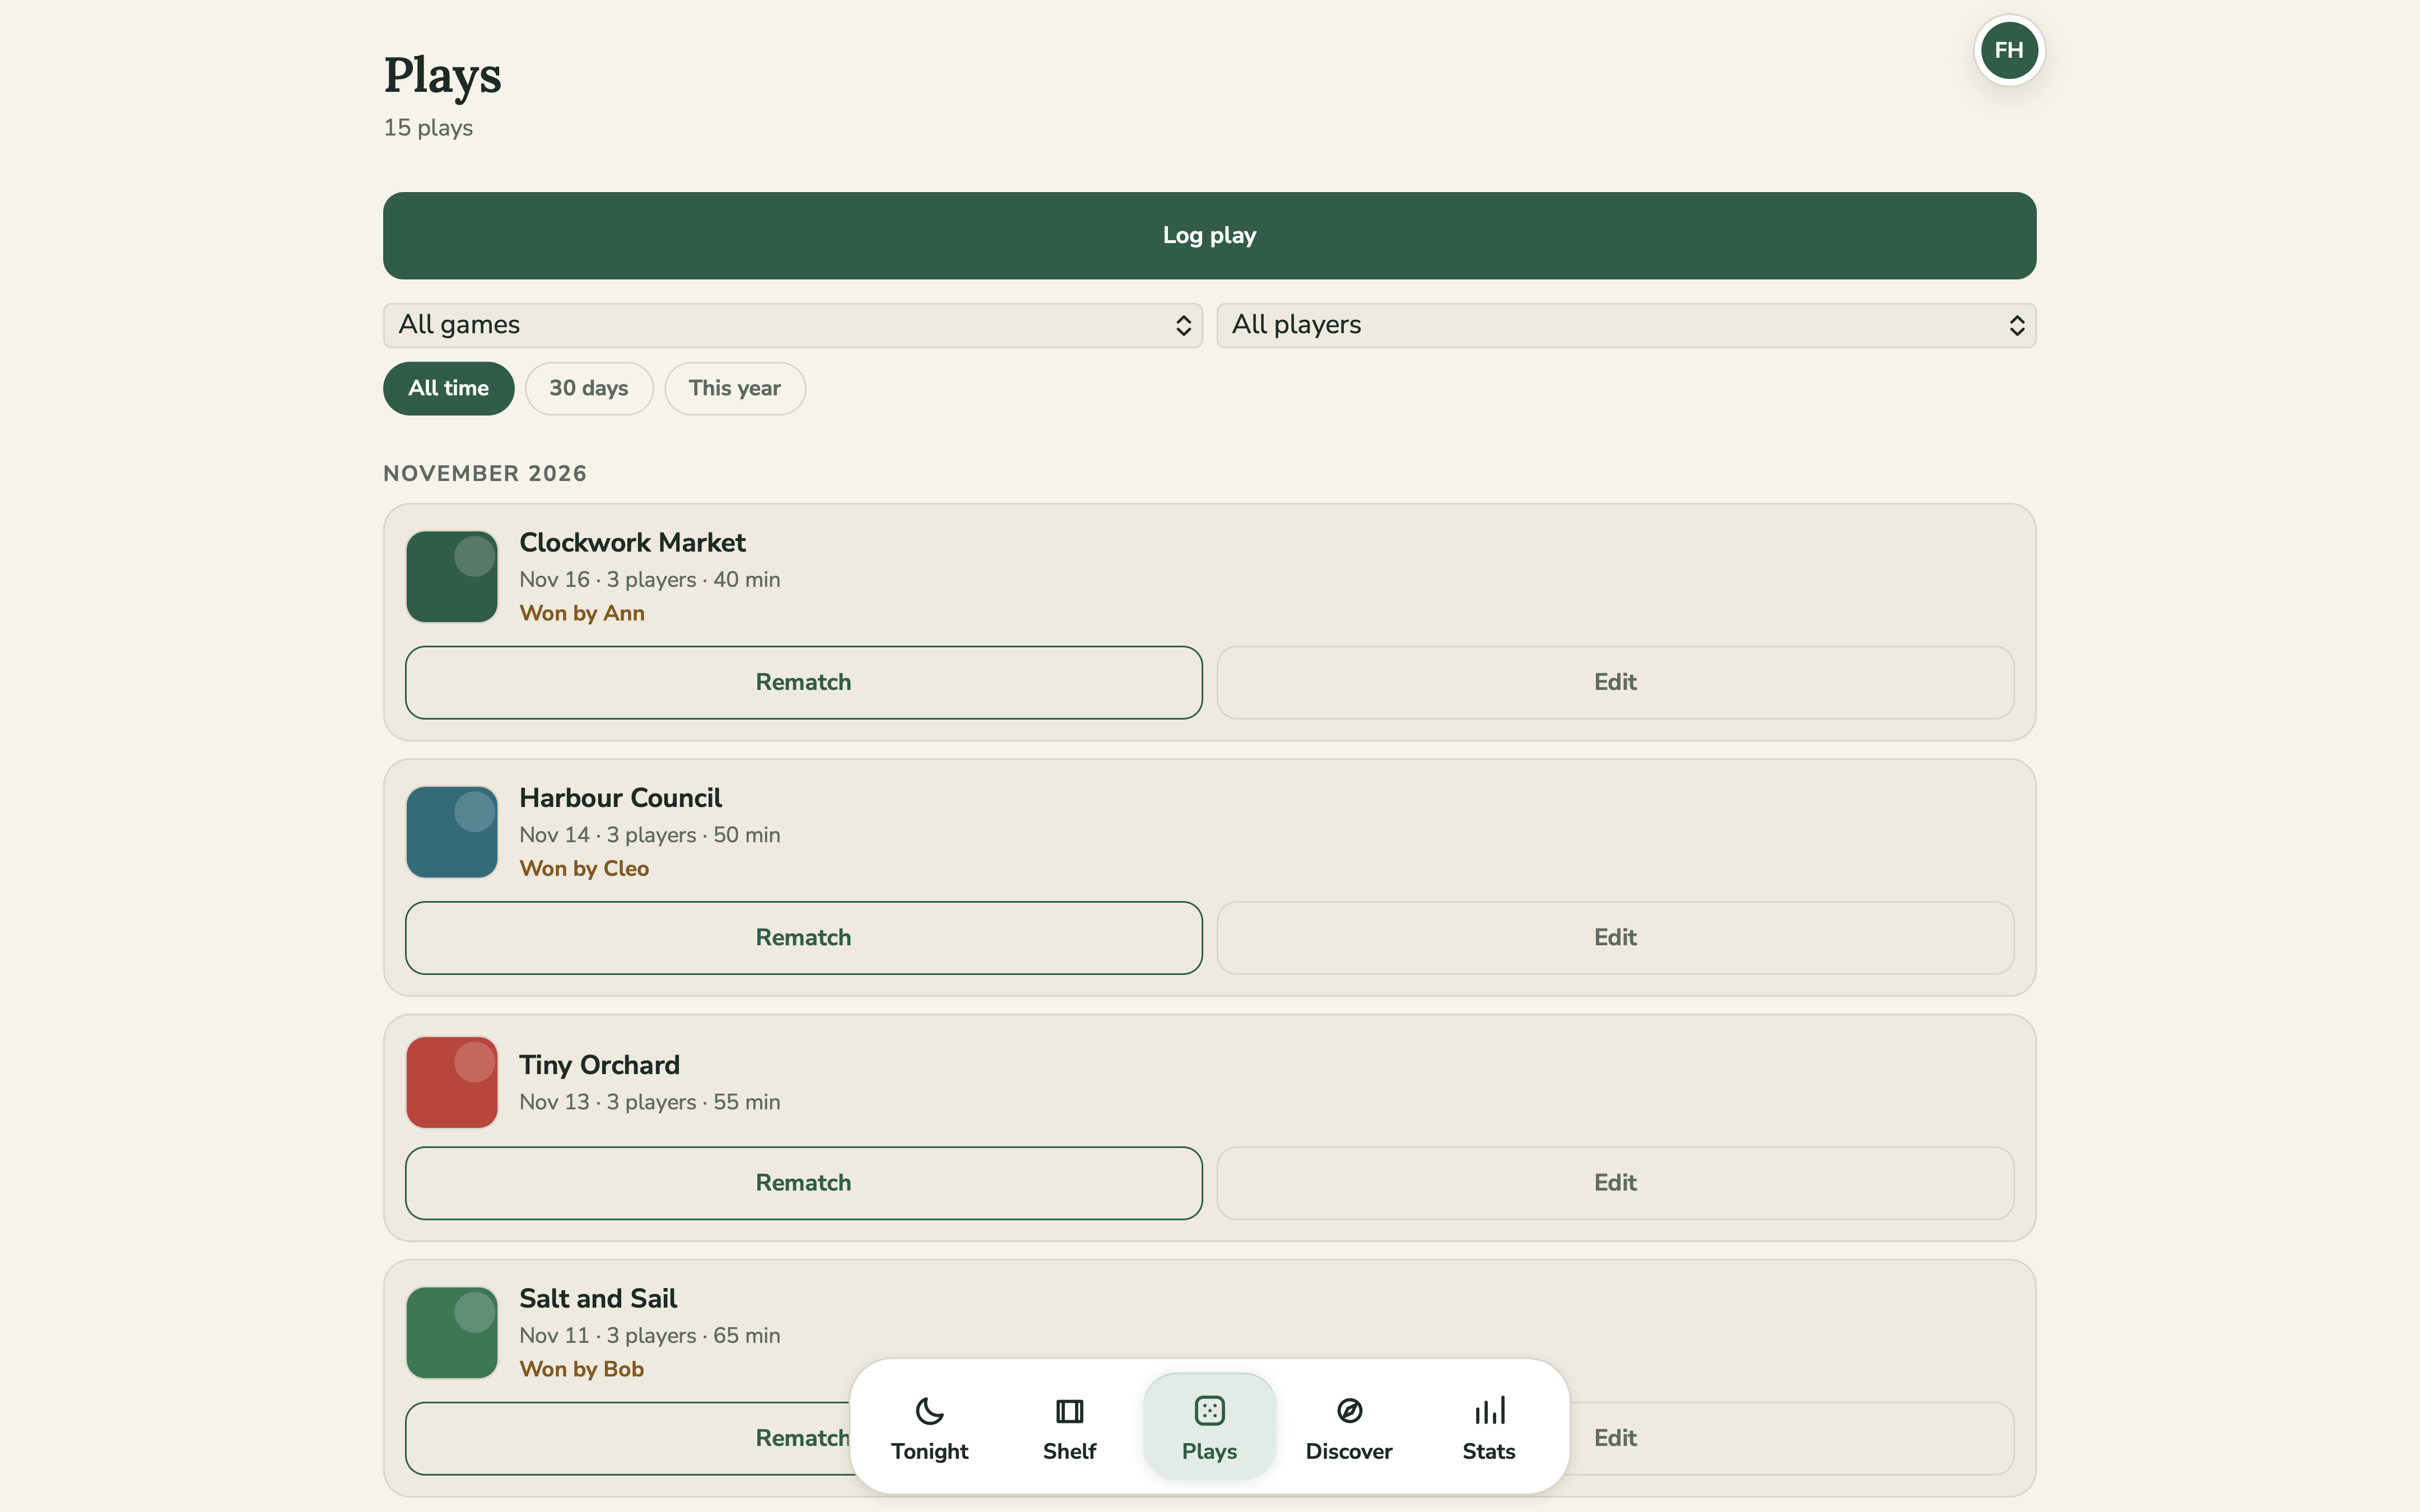 FH
Plays
15 plays
Log play
All games
All players
All time
30 days
This year
NOVEMBER 2026
Clockwork Market
Nov 16 · 3 players · 40 min
Won by Ann
Rematch
Edit
Harbour Council
Nov 14 · 3 players · 50 min
Won by Cleo
Rematch
Edit
Tiny Orchard
Nov 13 · 3 players · 55 min
Rematch
Edit
Salt and Sail
Nov 11 · 3 players · 65 min
Won by Bob
Rematch
Edit
Tonight
Shelf
Plays
Discover
Stats